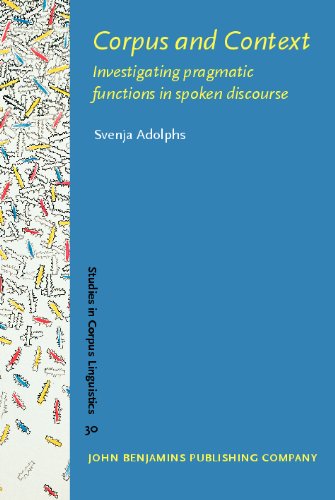 Corpus and Context
Investigating pragmatic
functions in spoken discourse
Svenja Adolphs
Studies in Corpus Linguistics
30
JOHN BENJAMINS PUBLISHING COMPANY